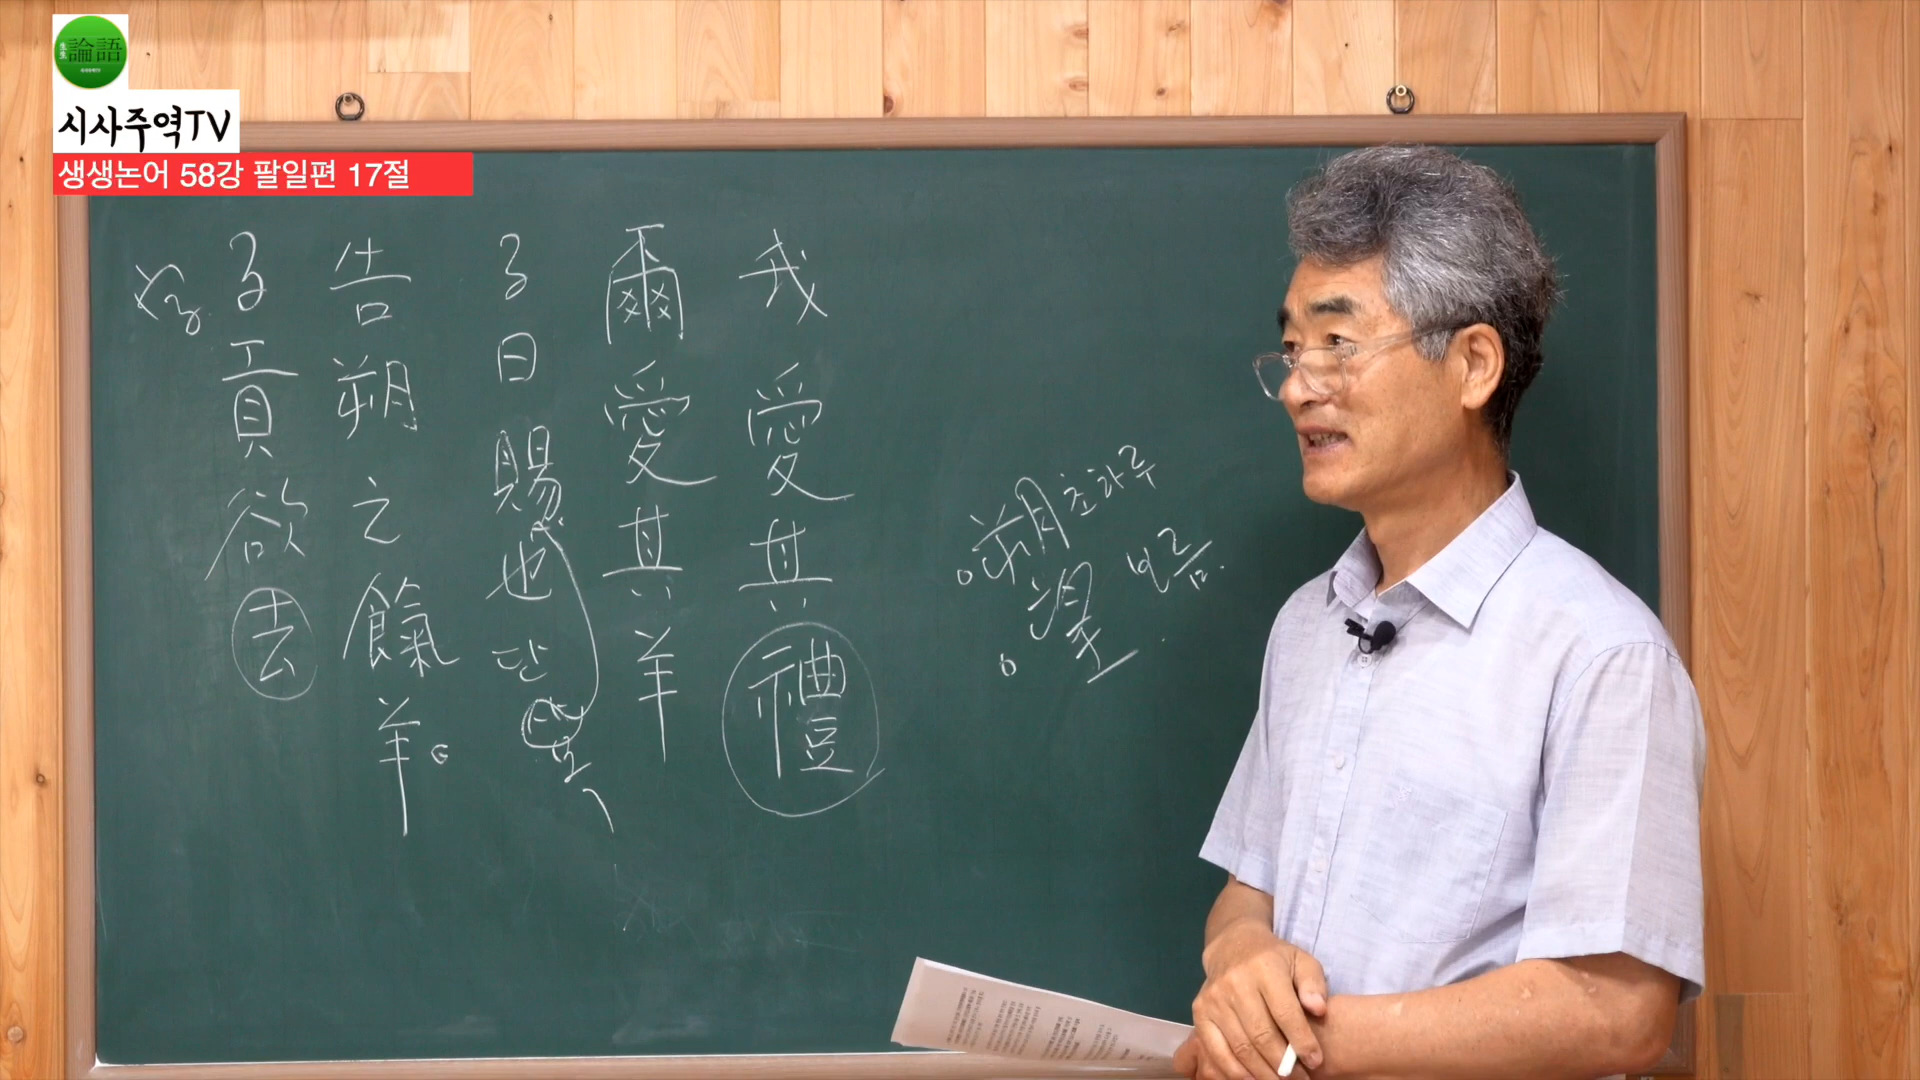 生生 論語
시사주역TV
생생논어 58강 팔일편 17절
子貢欲去
告朔之餼羊
子曰賜也
爾愛其羊
我愛其禮
朔 초하루
望 보름